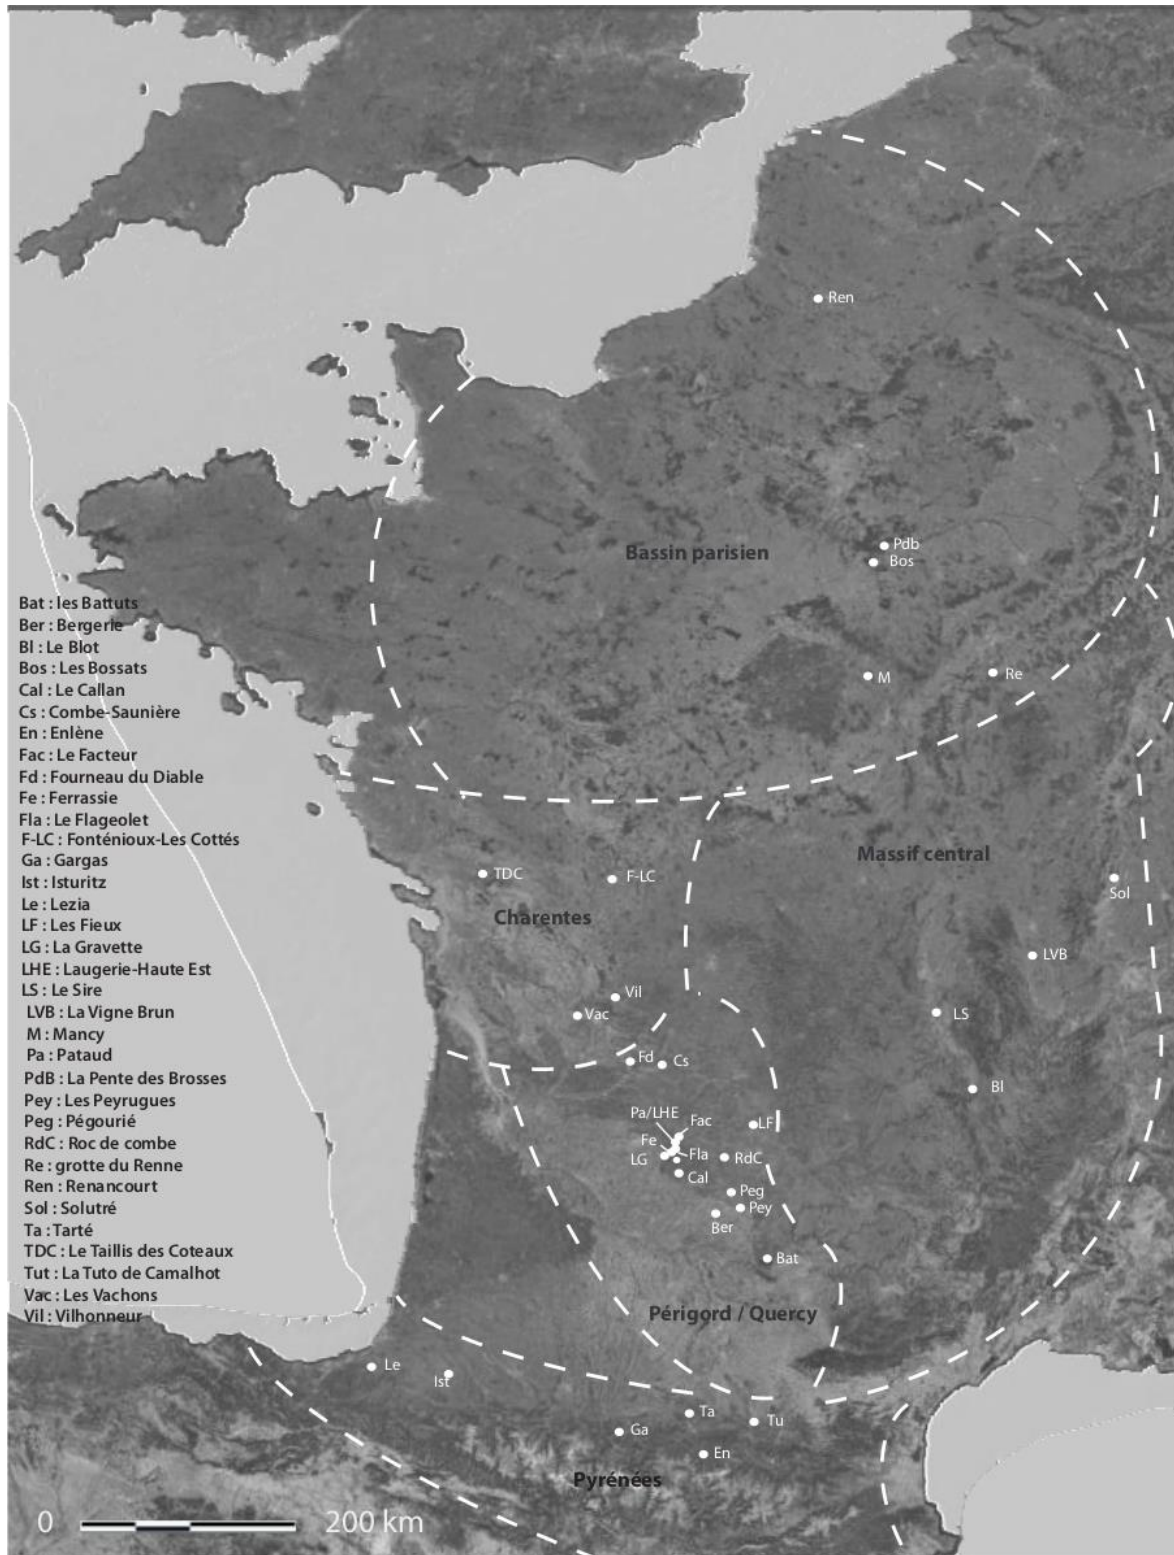 Ren
Bassin parisien
Pdb
Bos
M
Re
Bat : les Battuts
Ber : Bergerie
Bl : Le Blot
Bos : Les Bossats
Cal : Le Callan
Cs : Combe-Saunière
En : Enlène
Fac : Le Facteur
Fd : Fourneau du Diable
Fe : Ferrassie
Fla : Le Flageolet
F-LC : Fonténioux-Les Cottés
Ga : Gargas
Ist : Isturitz
Le : Lezia
LF : Les Fieux
LG : La Gravette
LHE : Laugerie-Haute Est
LS : Le Sire
LVB : La Vigne Brun
M : Mancy
Pa : Pataud
PdB : La Pente des Brosses
Pey : Les Peyrugues
Peg : Pégourié
RdC : Roc de combe
Re : grotte du Renne
Ren : Renancourt
Sol : Solutré
Ta : Tarté
TDC : Le Taillis des Coteaux
Tut : La Tuto de Camalhot
Vac : Les Vachons
Vil : Vilhonneur
Massif central
TDC
F-LC
Sol
Charentes
LVB
Vil
Vac
LS
Fd
Cs
Bl
Pa/LHE
Fac
LF
Fe
Fla
LG
RdC
Cal
Peg
Pey
Ber
Bat
Périgord / Quercy
Le
Ist
Ta
Tu
Ga
En
Pyrénées
0
200 km